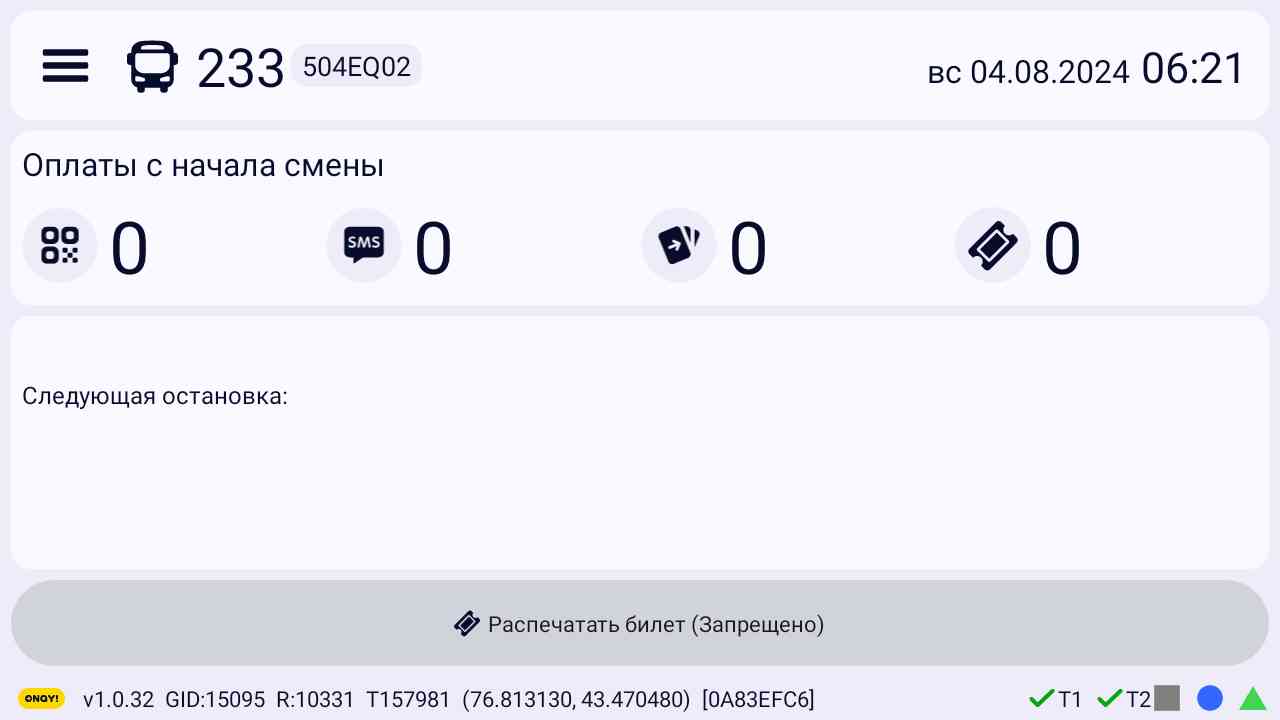 233 504EQ02 вс 04.08.2024 06:21
Оплаты с начала смены
0 SMS 0 0 0
Следующая остановка:
Распечатать билет (Запрещено)
ONAY! v1.0.32 GID:15095 R:10331 T157981 (76.813130, 43.470480) [0A83EFC6] T1 T2